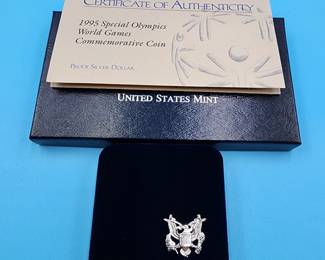 CERTIFICATE OF AUTHENTICITY
1995 Special Olympics
World Games
Commemorative Coin
PROOF SILVER DOLLAR
UNITED STATES MINT